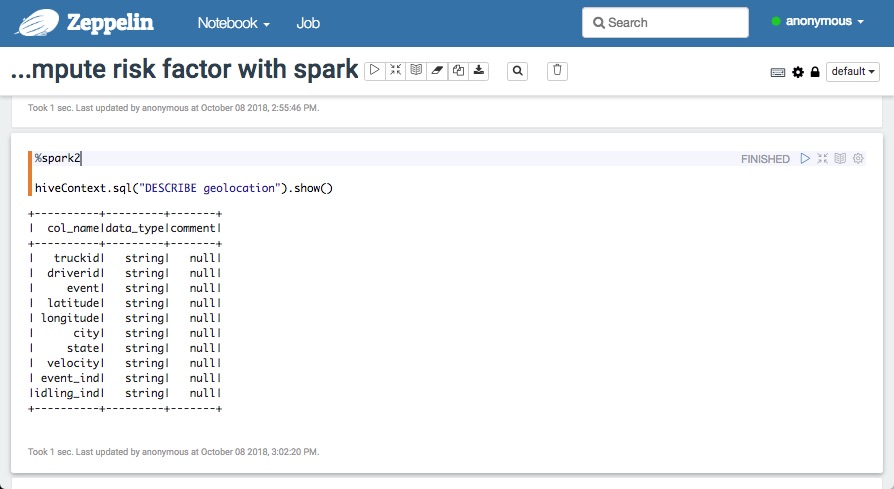 Zeppelin Notebook Job Search anonymous
...mpute risk factor with spark default
Took 1 sec. Last updated by anonymous at October 08 2018, 2:55:46 PM.
%spark2 FINISHED
hiveContext.sql("DESCRIBE geolocation").show()
+----------+---------+-------+
|  col_name|data_type|comment|
+----------+---------+-------+
|   truckid|   string|   null|
|  driverid|   string|   null|
|     event|   string|   null|
|  latitude|   string|   null|
| longitude|   string|   null|
|      city|   string|   null|
|     state|   string|   null|
|  velocity|   string|   null|
| event_ind|   string|   null|
|idling_ind|   string|   null|
+----------+---------+-------+
Took 1 sec. Last updated by anonymous at October 08 2018, 3:02:20 PM.